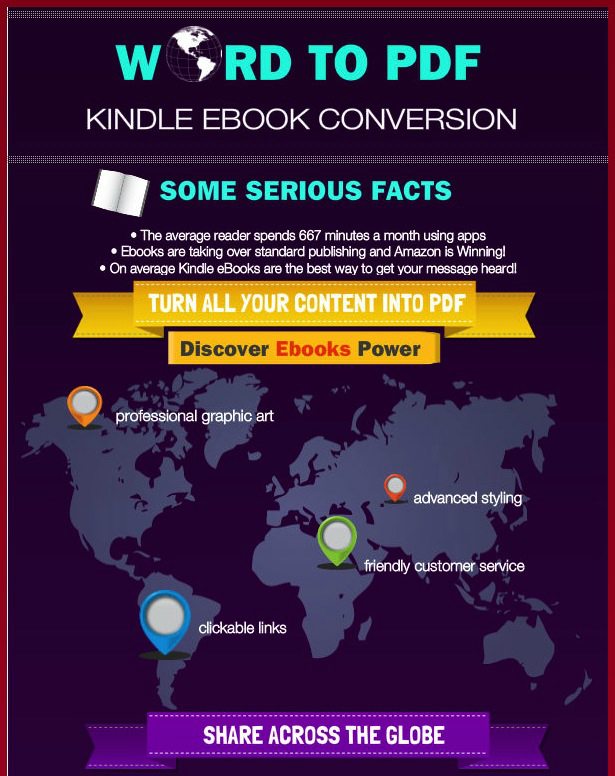 WORD TO PDF
KINDLE EBOOK CONVERSION
SOME SERIOUS FACTS
• The average reader spends 667 minutes a month using apps
• Ebooks are taking over standard publishing and Amazon is Winning!
• On average Kindle eBooks are the best way to get your message heard!
TURN ALL YOUR CONTENT INTO PDF
Discover Ebooks Power
professional graphic art
advanced styling
friendly customer service
clickable links
SHARE ACROSS THE GLOBE